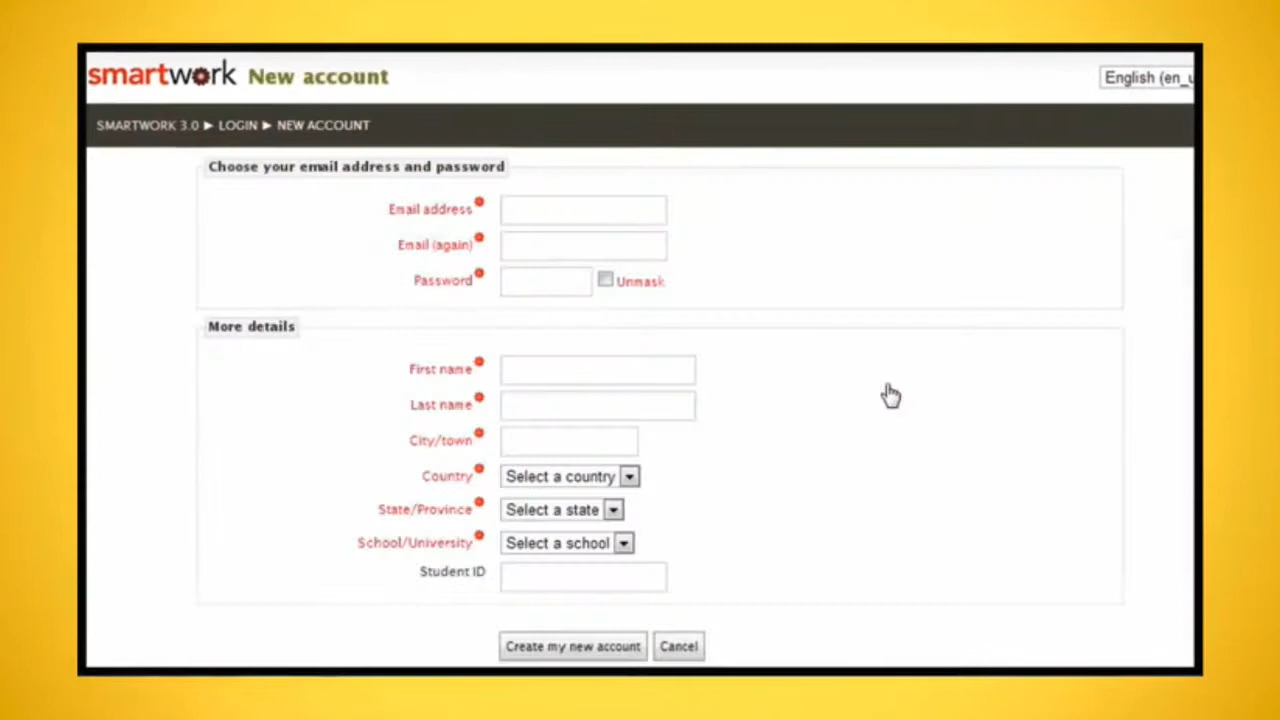 smartwork New account
English (en_u
SMARTWORK 3.0 ► LOGIN ► NEW ACCOUNT
Choose your email address and password
Email address
Email (again)
Password
Unmask
More details
First name
Last name
City/town
Country Select a country
State/Province Select a state
School/University Select a school
Student ID
Create my new account Cancel